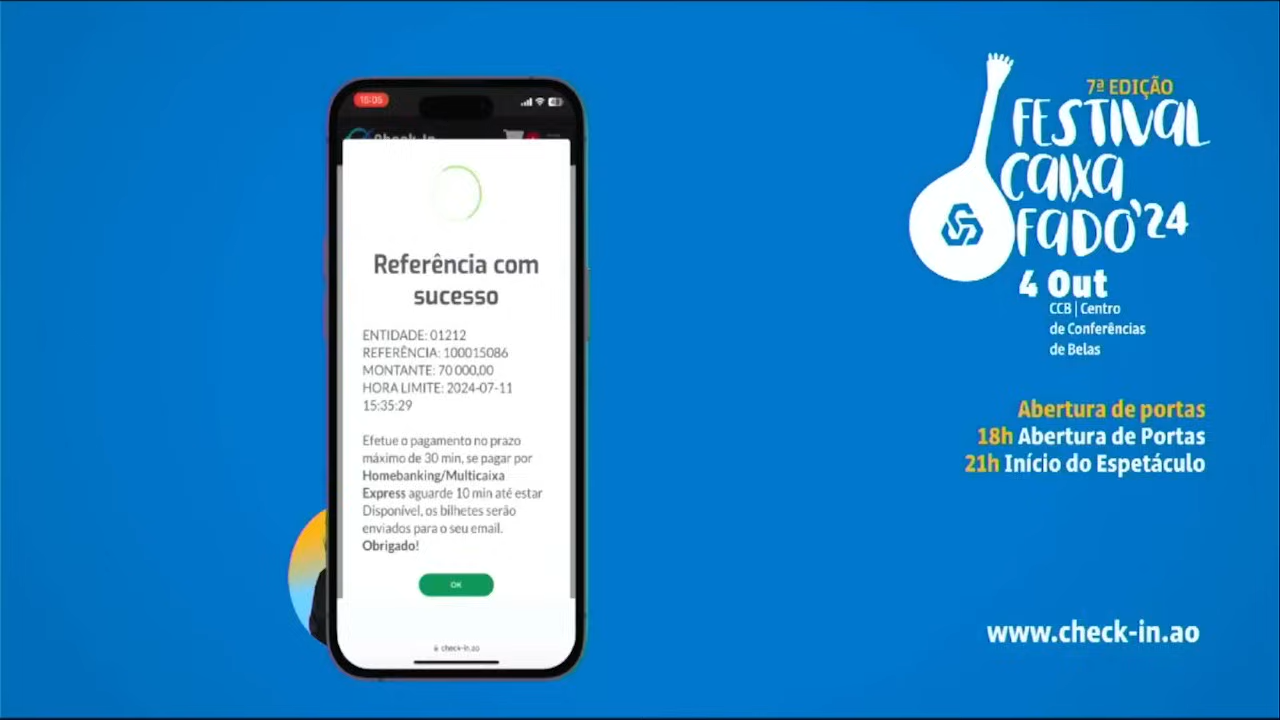 15:05
Check-In
Referência com
sucesso
ENTIDADE: 01212
REFERÊNCIA: 100015086
MONTANTE: 70 000,00
HORA LIMITE: 2024-07-11
15:35:29
Efetue o pagamento no prazo
máximo de 30 min, se pagar por
Homebanking/Multicaixa
Express aguarde 10 min até estar
Disponível, os bilhetes serão
enviados para o seu email.
Obrigado!
OK
check-in.ao
7ª EDIÇÃO
FESTIVAL
CAIXA
FADO'24
4 Out
CCB | Centro
de Conferências
de Belas
Abertura de portas
18h Abertura de Portas
21h Início do Espetáculo
www.check-in.ao